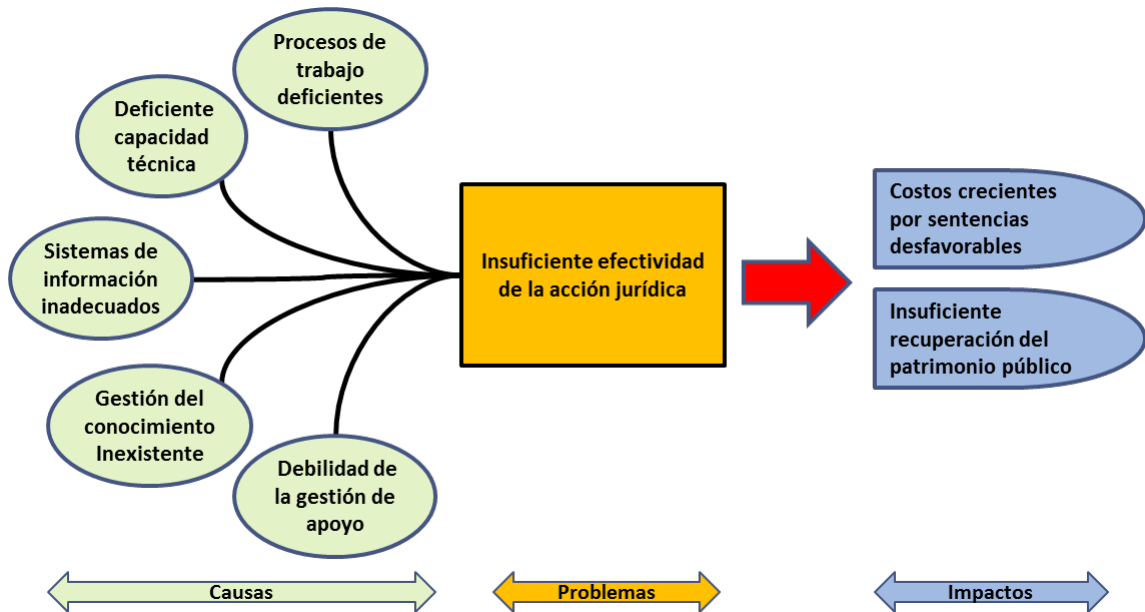 Procesos de
trabajo
deficientes
Deficiente
capacidad
técnica
Sistemas de
información
inadecuados
Gestión del
conocimiento
Inexistente
Debilidad de
la gestión de
apoyo
Insuficiente efectividad
de la acción jurídica
Costos crecientes
por sentencias
desfavorables
Insuficiente
recuperación del
patrimonio público
Causas
Problemas
Impactos